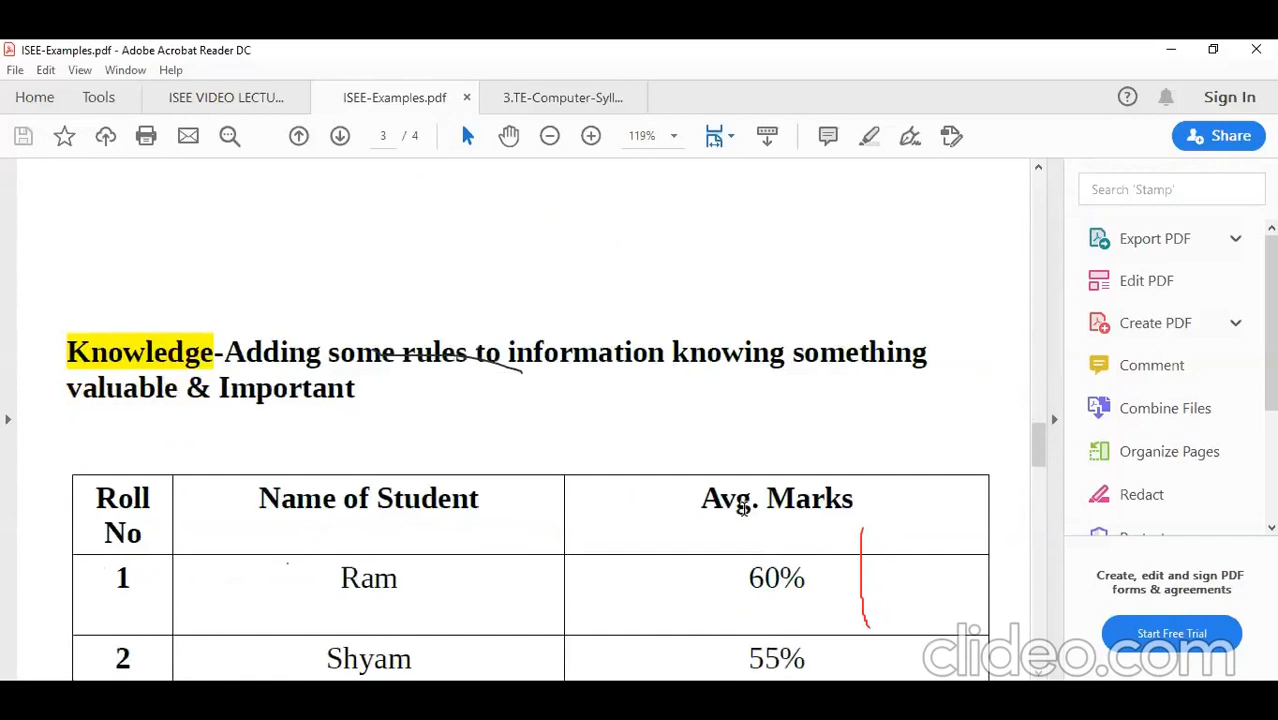 ISEE-Examples.pdf - Adobe Acrobat Reader DC
File Edit View Window Help
Home Tools ISEE VIDEO LECTU... ISEE-Examples.pdf × 3.TE-Computer-Syll... Sign In
3 / 4 119% Share
Search 'Stamp'
Export PDF
Edit PDF
Create PDF
Comment
Combine Files
Organize Pages
Redact
Create, edit and sign PDF
forms & agreements
Start Free Trial
Knowledge-Adding some rules to information knowing something
valuable & Important
Roll No Name of Student Avg. Marks
1 Ram 60%
2 Shyam 55%
clideo.com